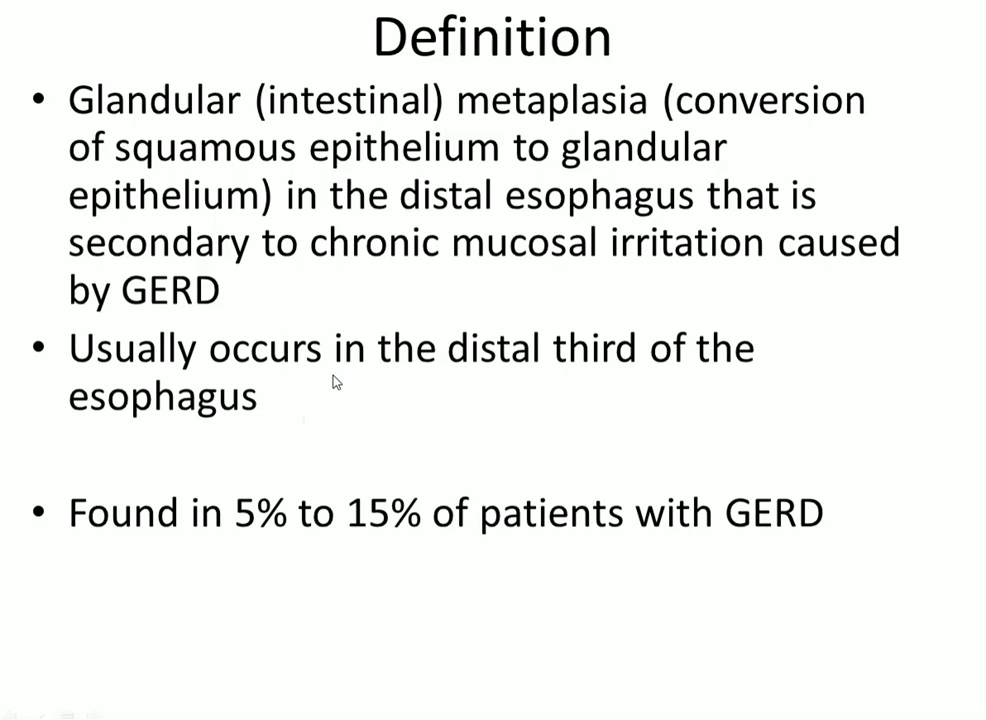 Definition
• Glandular (intestinal) metaplasia (conversion
of squamous epithelium to glandular
epithelium) in the distal esophagus that is
secondary to chronic mucosal irritation caused
by GERD
• Usually occurs in the distal third of the
esophagus
• Found in 5% to 15% of patients with GERD